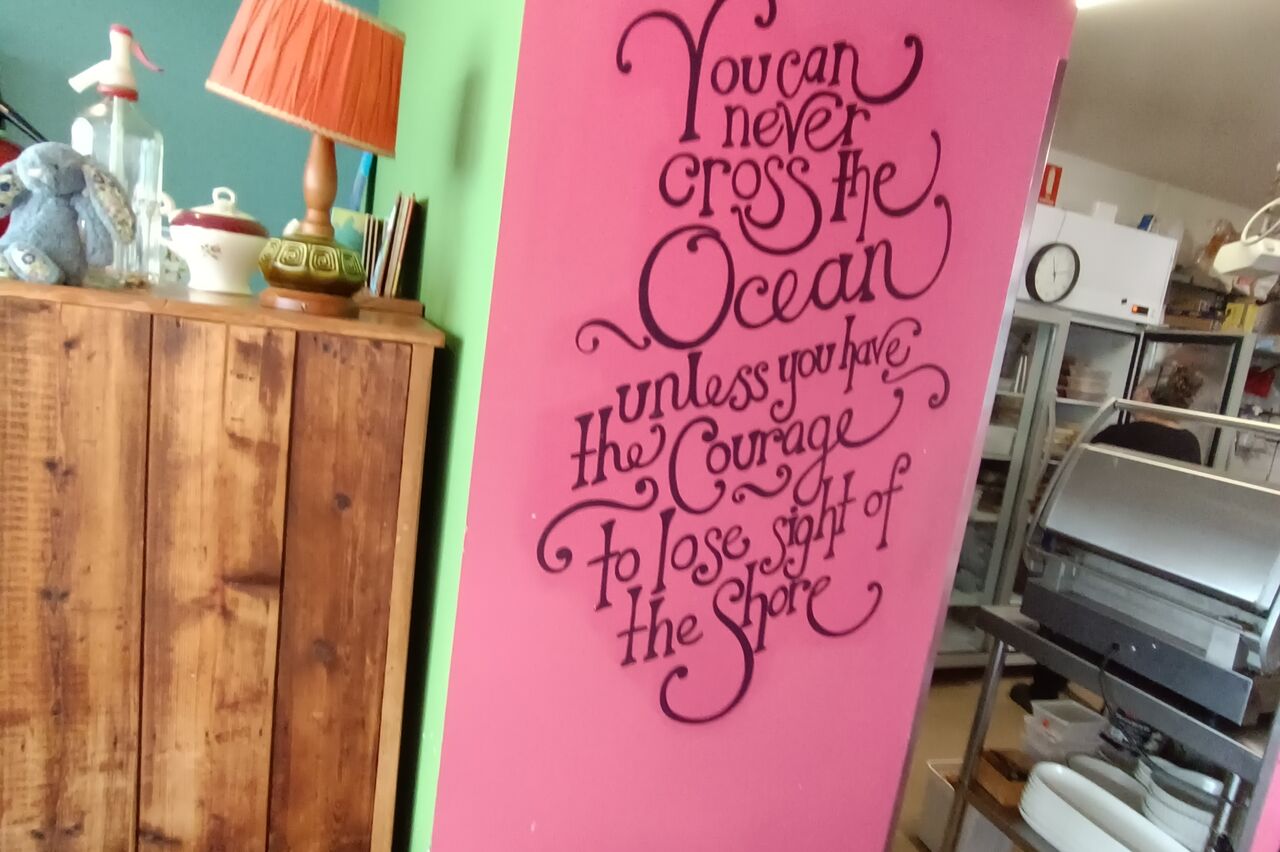 You can
never
cross the
Ocean
unless you have
the Courage
to lose sight of
the Shore